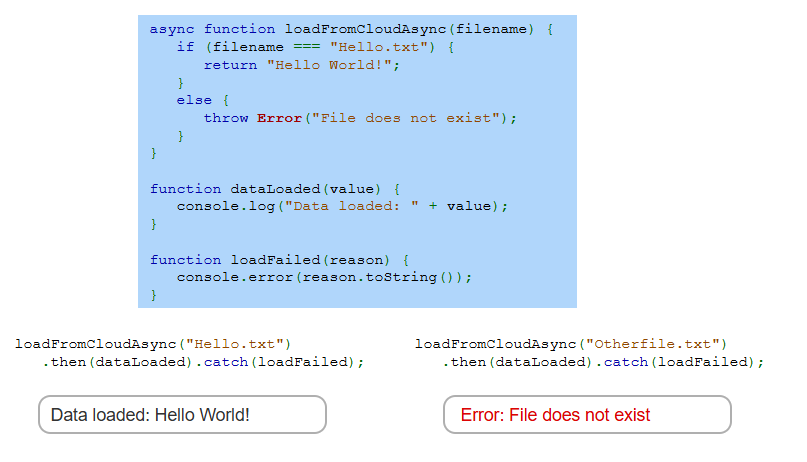 async function loadFromCloudAsync(filename) {
   if (filename === "Hello.txt") {
      return "Hello World!";
   }
   else {
      throw Error("File does not exist");
   }
}

function dataLoaded(value) {
   console.log("Data loaded: " + value);
}

function loadFailed(reason) {
   console.error(reason.toString());
}

loadFromCloudAsync("Hello.txt")
   .then(dataLoaded).catch(loadFailed);
Data loaded: Hello World!

loadFromCloudAsync("Otherfile.txt")
   .then(dataLoaded).catch(loadFailed);
Error: File does not exist